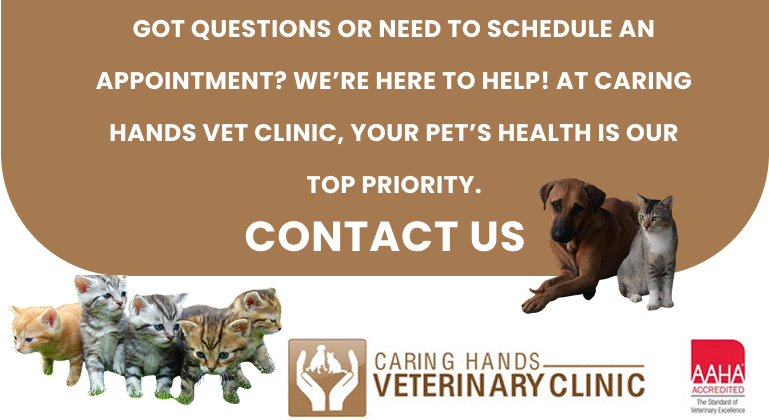 GOT QUESTIONS OR NEED TO SCHEDULE AN
APPOINTMENT? WE’RE HERE TO HELP! AT CARING
HANDS VET CLINIC, YOUR PET’S HEALTH IS OUR
TOP PRIORITY.
CONTACT US
CARING HANDS
VETERINARY CLINIC
AAHA
ACCREDITED
The Standard of
Veterinary Excellence